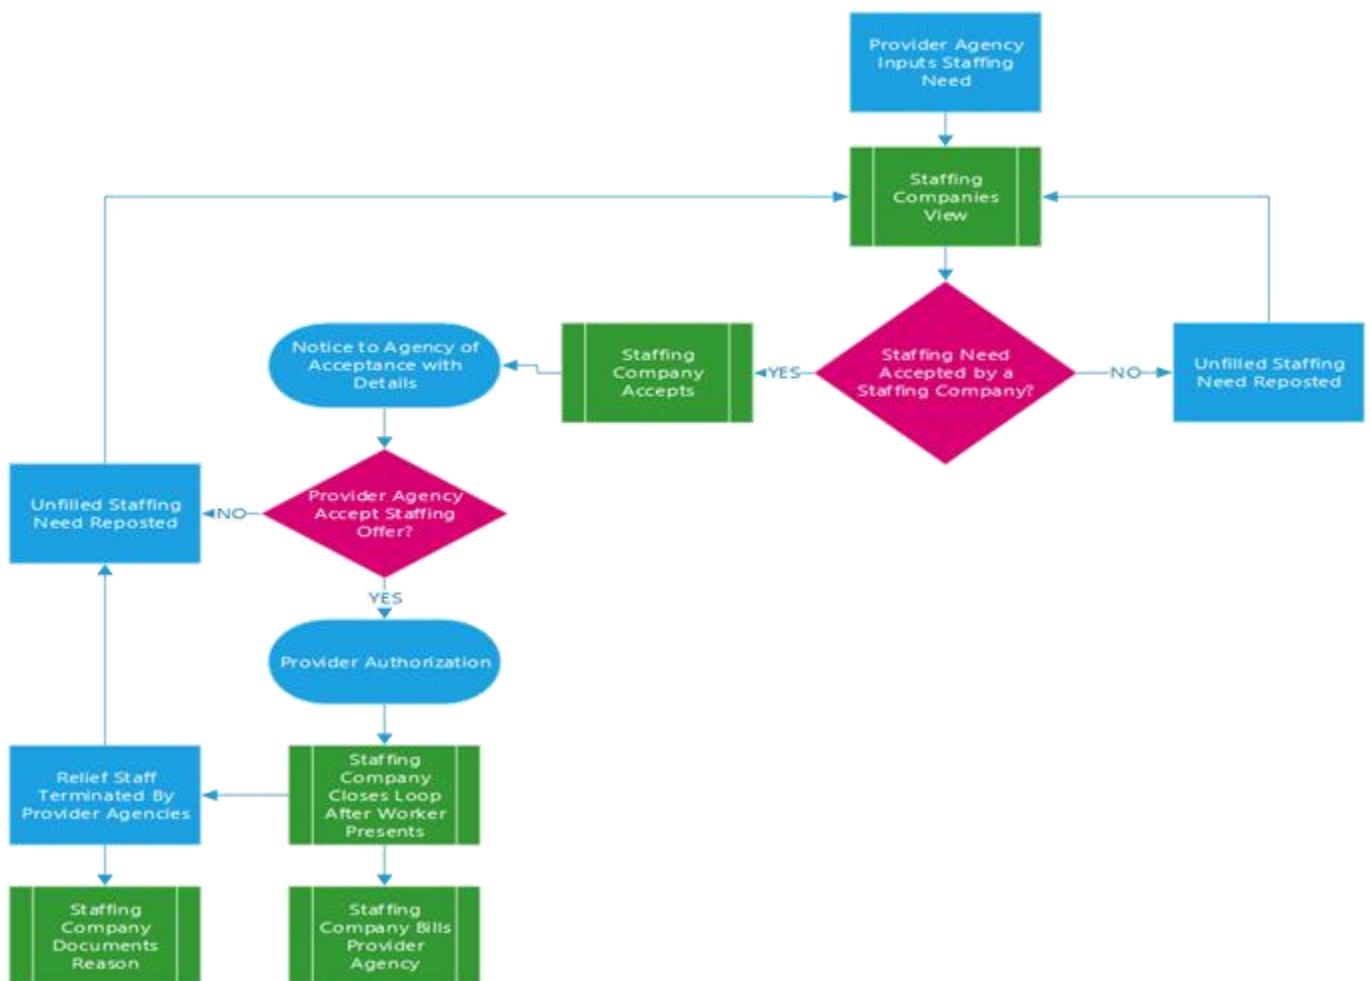 Provider Agency
Inputs Staffing
Need
Staffing
Companies
View
Staffing Need
Accepted by a
Staffing Company?
YES
NO
Unfilled Staffing
Need Reposted
Staffing
Company
Accepts
Notice to Agency of
Acceptance with
Details
Provider Agency
Accept Staffing
Offer?
NO
YES
Unfilled Staffing
Need Reposted
Provider Authorization
Staffing
Company
Closes Loop
After Worker
Presents
Relief Staff
Terminated By
Provider Agencies
Staffing
Company
Documents
Reason
Staffing
Company Bills
Provider
Agency